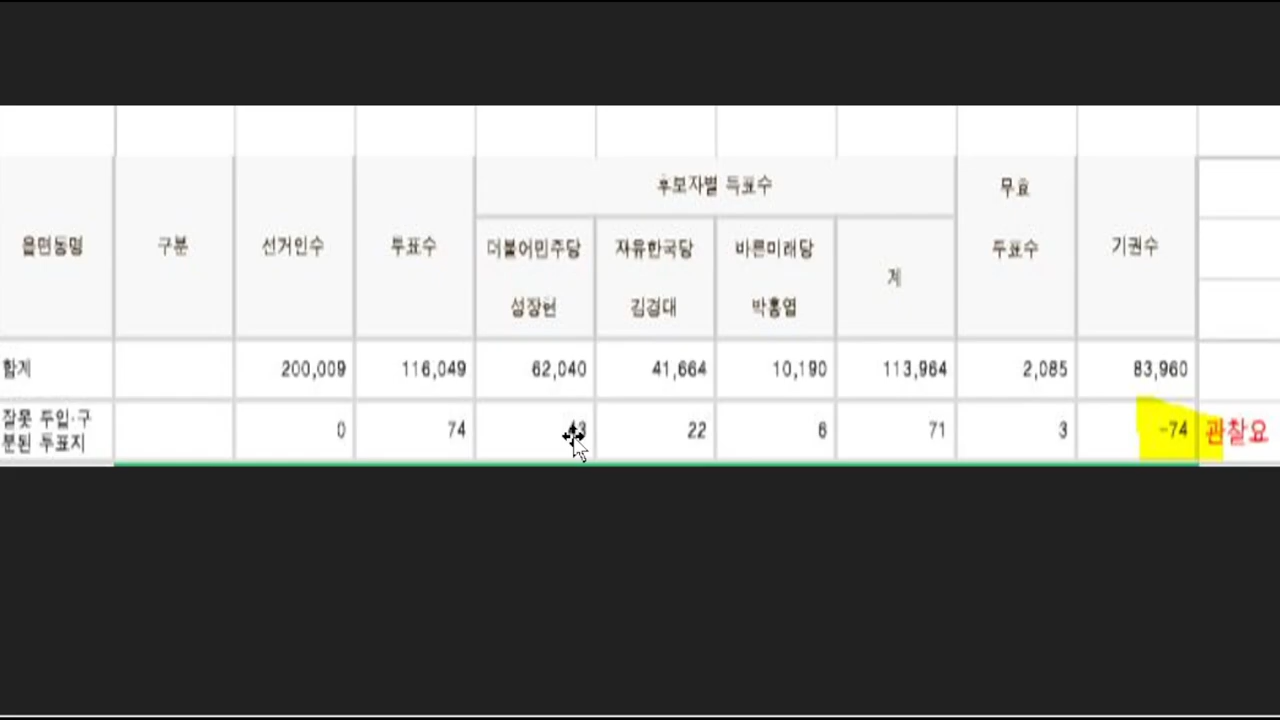 후보자별 득표수
무효
읍면동명 구분 선거인수 투표수 더불어민주당 자유한국당 바른미래당 계 투표수 기권수
성장현 김경대 박홍엽
합계 200,009 116,049 62,040 41,664 10,190 113,964 2,085 83,960
잘못 투입·구 0 74 43 22 6 71 3 -74 관찰요
분된 투표지